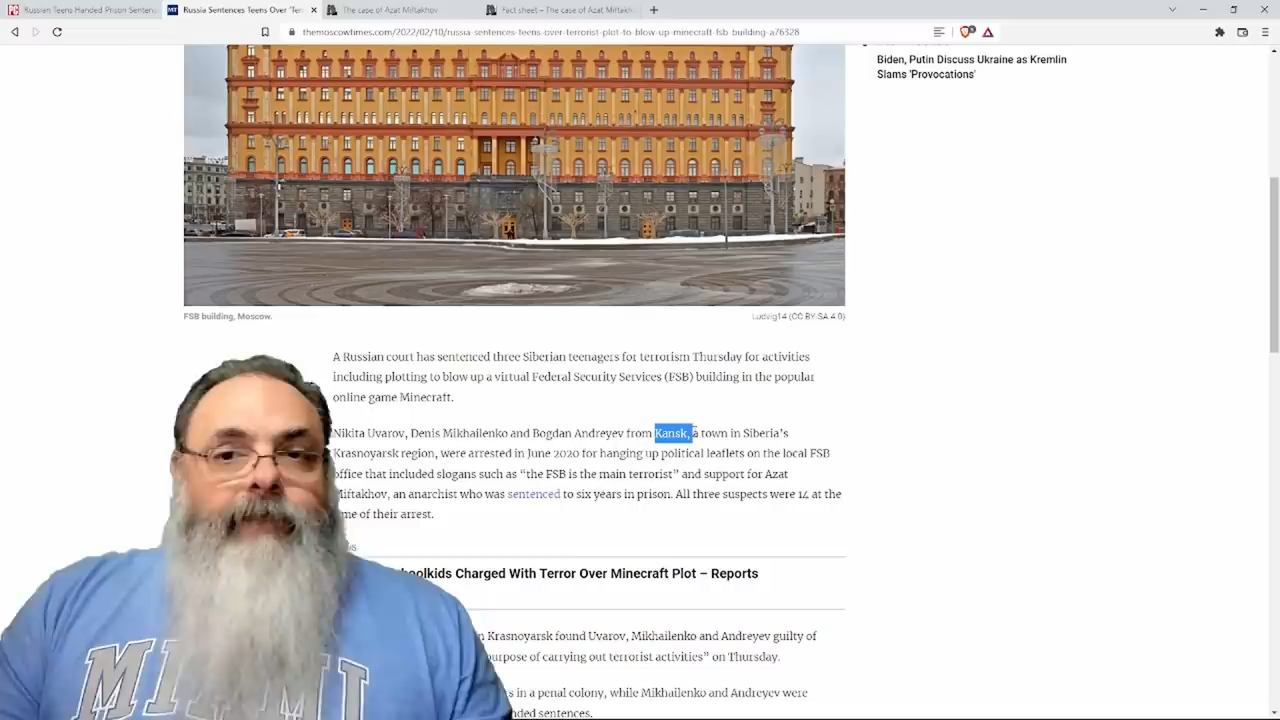 Russian Teens Handed Prison Sentenc
Russia Sentences Teens Over 'Terr
The case of Azat Miftakhov
Fact sheet – The case of Azat Miftakh
themoscowtimes.com/2022/02/10/russia-sentences-teens-over-terrorist-plot-to-blow-up-minecraft-fsb-building-a76328
Biden, Putin Discuss Ukraine as Kremlin
Slams 'Provocations'
FSB building, Moscow.
Ludvig14 (CC BY-SA 4.0)
A Russian court has sentenced three Siberian teenagers for terrorism Thursday for activities
including plotting to blow up a virtual Federal Security Services (FSB) building in the popular
online game Minecraft.
Nikita Uvarov, Denis Mikhailenko and Bogdan Andreyev from Kansk, a town in Siberia's
Krasnoyarsk region, were arrested in June 2020 for hanging up political leaflets on the local FSB
office that included slogans such as "the FSB is the main terrorist" and support for Azat
Miftakhov, an anarchist who was sentenced to six years in prison. All three suspects were 14 at the
me of their arrest.
oolkids Charged With Terror Over Minecraft Plot – Reports
n Krasnoyarsk found Uvarov, Mikhailenko and Andreyev guilty of
urpose of carrying out terrorist activities" on Thursday.
s in a penal colony, while Mikhailenko and Andreyev were
nded sentences.
MIAMI